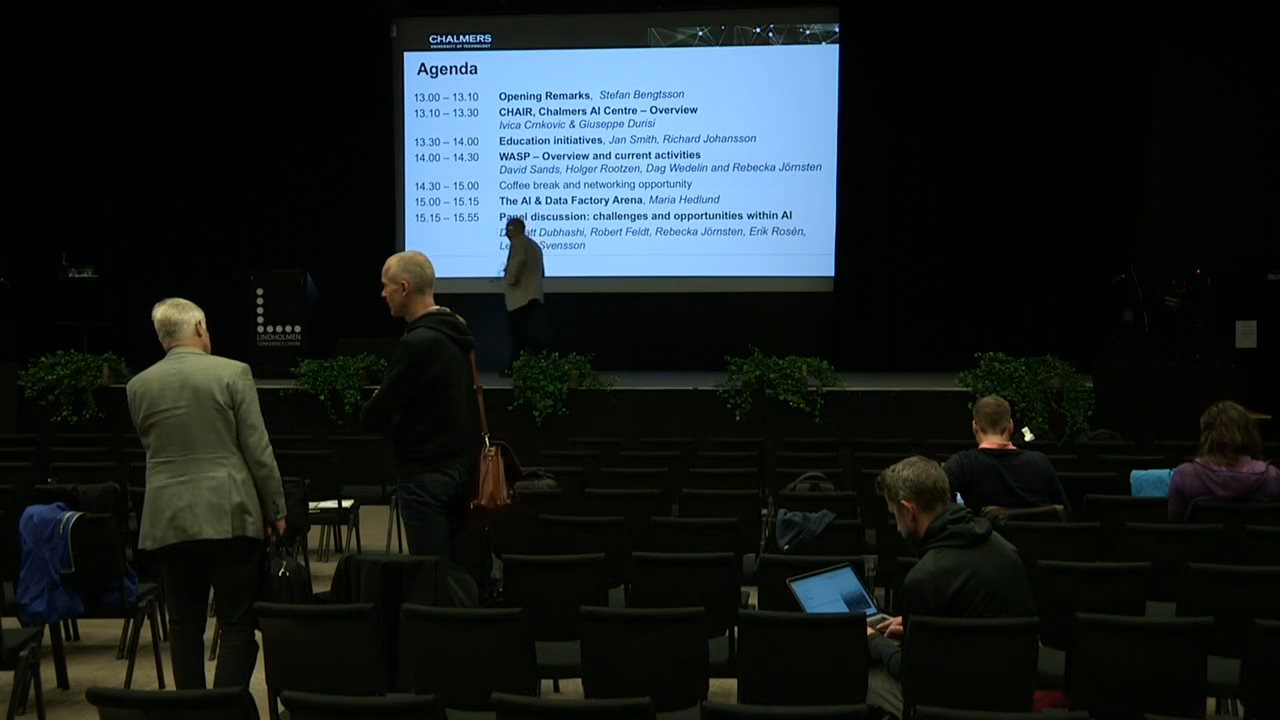 CHALMERS
UNIVERSITY OF TECHNOLOGY
Agenda
13.00 – 13.10 Opening Remarks, Stefan Bengtsson
13.10 – 13.30 CHAIR, Chalmers AI Centre – Overview
Ivica Crnkovic & Giuseppe Durisi
13.30 – 14.00 Education initiatives, Jan Smith, Richard Johansson
14.00 – 14.30 WASP – Overview and current activities
David Sands, Holger Rootzen, Dag Wedelin and Rebecka Jörnsten
14.30 – 15.00 Coffee break and networking opportunity
15.00 – 15.15 The AI & Data Factory Arena, Maria Hedlund
15.15 – 15.55 Panel discussion: challenges and opportunities within AI
Dubhashi, Robert Feldt, Rebecka Jörnsten, Erik Rosén,
Svensson
LINDHOLMEN
CONFERENCE CENTRE